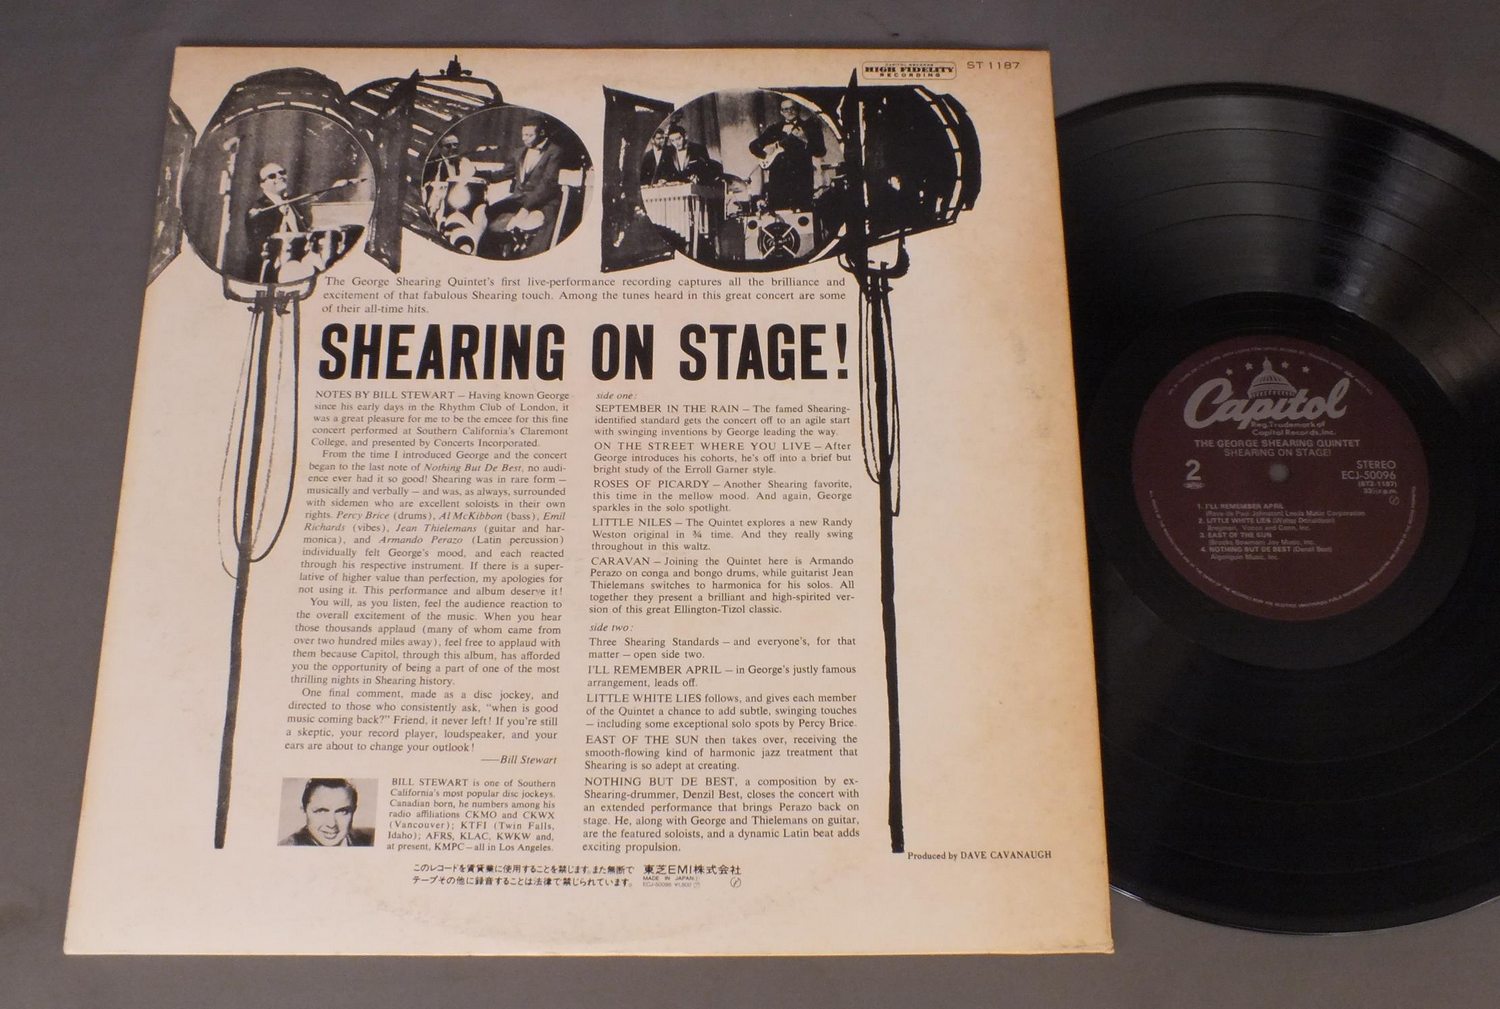 CAPITOL RECORDS
HIGH FIDELITY
RECORDING
ST 1187
The George Shearing Quintet's first live-performance recording captures all the brilliance and
excitement of that fabulous Shearing touch. Among the tunes heard in this great concert are some
of their all-time hits.
SHEARING ON STAGE!
NOTES BY BILL STEWART — Having known George
since his early days in the Rhythm Club of London, it
was a great pleasure for me to be the emcee for this fine
concert performed at Southern California's Claremont
College, and presented by Concerts Incorporated.
From the time I introduced George and the concert
began to the last note of Nothing But De Best, no audi-
ence ever had it so good! Shearing was in rare form —
musically and verbally — and was, as always, surrounded
with sidemen who are excellent soloists in their own
rights. Percy Brice (drums), Al McKibbon (bass), Emil
Richards (vibes), Jean Thielemans (guitar and har-
monica), and Armando Perazo (Latin percussion)
individually felt George's mood, and each reacted
through his respective instrument. If there is a super-
lative of higher value than perfection, my apologies for
not using it. This performance and album deserve it!
You will, as you listen, feel the audience reaction to
the overall excitement of the music. When you hear
those thousands applaud (many of whom came from
over two hundred miles away), feel free to applaud with
them because Capitol, through this album, has afforded
you the opportunity of being a part of one of the most
thrilling nights in Shearing history.
One final comment, made as a disc jockey, and
directed to those who consistently ask, "when is good
music coming back?" Friend, it never left! If you're still
a skeptic, your record player, loudspeaker, and your
ears are about to change your outlook!
—Bill Stewart
BILL STEWART is one of Southern
California's most popular disc jockeys.
Canadian born, he numbers among his
radio affiliations CKMO and CKWX
(Vancouver); KTFI (Twin Falls,
Idaho); AFRS, KLAC, KWKW and,
at present, KMPC—all in Los Angeles.
side one:
SEPTEMBER IN THE RAIN — The famed Shearing-
identified standard gets the concert off to an agile start
with swinging inventions by George leading the way.
ON THE STREET WHERE YOU LIVE — After
George introduces his cohorts, he's off into a brief but
bright study of the Erroll Garner style.
ROSES OF PICARDY — Another Shearing favorite,
this time in the mellow mood. And again, George
sparkles in the solo spotlight.
LITTLE NILES — The Quintet explores a new Randy
Weston original in ¾ time. And they really swing
throughout in this waltz.
CARAVAN — Joining the Quintet here is Armando
Perazo on conga and bongo drums, while guitarist Jean
Thielemans switches to harmonica for his solos. All
together they present a brilliant and high-spirited ver-
sion of this great Ellington-Tizol classic.
side two:
Three Shearing Standards — and everyone's, for that
matter — open side two.
I'LL REMEMBER APRIL — in George's justly famous
arrangement, leads off.
LITTLE WHITE LIES follows, and gives each member
of the Quintet a chance to add subtle, swinging touches
— including some exceptional solo spots by Percy Brice.
EAST OF THE SUN then takes over, receiving the
smooth-flowing kind of harmonic jazz treatment that
Shearing is so adept at creating.
NOTHING BUT DE BEST, a composition by ex-
Shearing-drummer, Denzil Best, closes the concert with
an extended performance that brings Perazo back on
stage. He, along with George and Thielemans on guitar,
are the featured soloists, and a dynamic Latin beat adds
exciting propulsion.
Produced by DAVE CAVANAUGH
このレコードを賃貸業に使用することを禁じます。また無断で
テープその他に録音することは法律で禁じられています。
東芝EMI株式会社
MADE IN JAPAN
ECJ-50096 ¥1,800
Capitol
Reg. Trademark of
Capitol Records, Inc.
THE GEORGE SHEARING QUINTET
SHEARING ON STAGE!
2
STEREO
ECJ-50096
(ST2-1187)
33⅓ r.p.m.
1. I'LL REMEMBER APRIL
(Raye-de Paul-Johnston) Leeds Music Corporation
2. LITTLE WHITE LIES (Walter Donaldson)
Bregman, Vocco and Conn, Inc.
3. EAST OF THE SUN
(Brooks Bowman) Joy Music, Inc.
4. NOTHING BUT DE BEST (Denzil Best)
Algonquin Music, Inc.